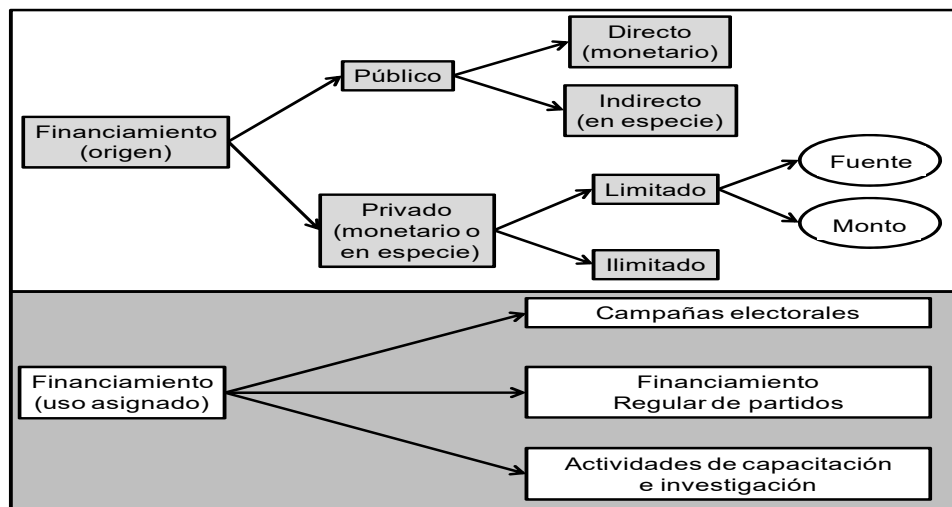 Directo
(monetario)
Público
Indirecto
(en especie)
Financiamiento
(origen)
Fuente
Limitado
Privado
(monetario o
en especie)
Monto
Ilimitado
Campañas electorales
Financiamiento
(uso asignado)
Financiamiento
Regular de partidos
Actividades de capacitación
e investigación